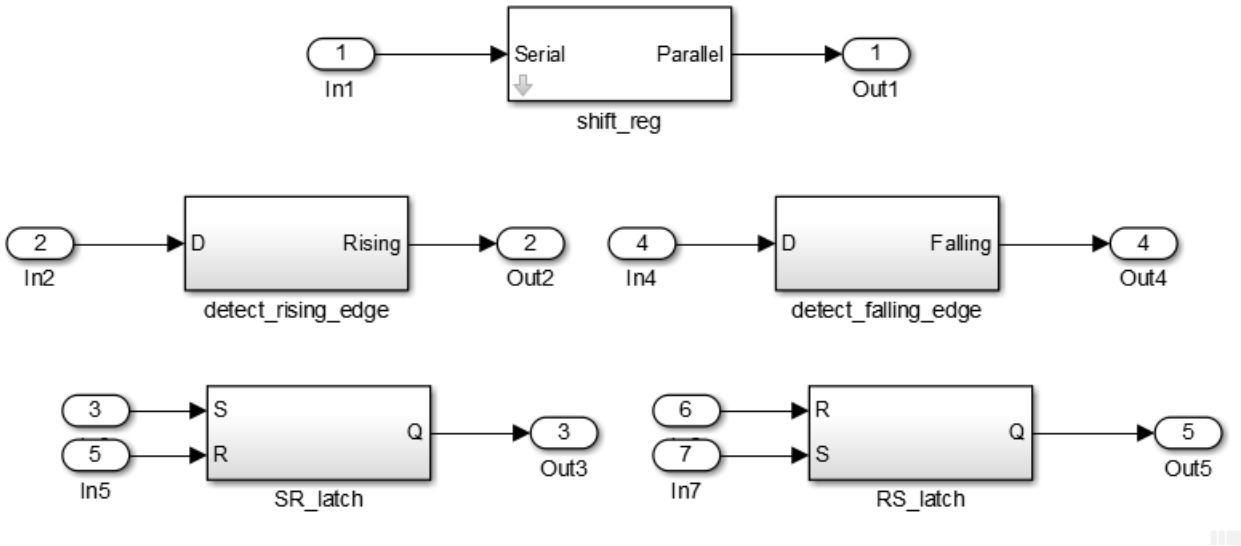 1 Serial Parallel 1
In1 Out1
shift_reg
2 D Rising 2 4 D Falling 4
In2 Out2 In4 Out4
detect_rising_edge detect_falling_edge
3 S 6 R
Q 3 Q 5
5 R 7 S
In5 Out3 In7 Out5
SR_latch RS_latch